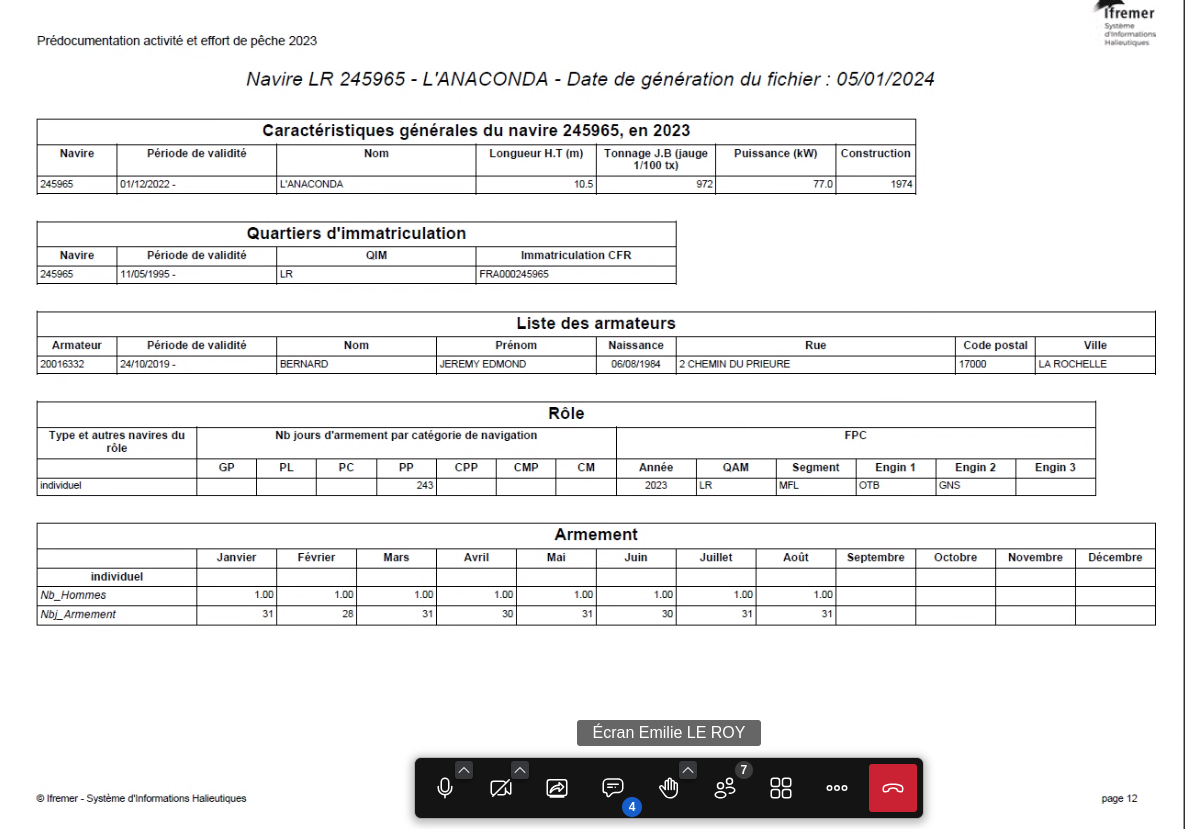 Ifremer
Système
d'Informations
Halieutiques
Prédocumentation activité et effort de pêche 2023
Navire LR 245965 - L'ANACONDA - Date de génération du fichier : 05/01/2024
Caractéristiques générales du navire 245965, en 2023
Navire Période de validité Nom Longueur H.T (m) Tonnage J.B (jauge 1/100 tx) Puissance (kW) Construction
245965 01/12/2022 - L'ANACONDA 10.5 972 77.0 1974
Quartiers d'immatriculation
Navire Période de validité QIM Immatriculation CFR
245965 11/05/1995 - LR FRA000245965
Liste des armateurs
Armateur Période de validité Nom Prénom Naissance Rue Code postal Ville
20016332 24/10/2019 - BERNARD JEREMY EDMOND 06/08/1984 2 CHEMIN DU PRIEURE 17000 LA ROCHELLE
Rôle
Type et autres navires du rôle Nb jours d'armement par catégorie de navigation FPC
GP PL PC PP CPP CMP CM Année QAM Segment Engin 1 Engin 2 Engin 3
individuel 243 2023 LR MFL OTB GNS
Armement
Janvier Février Mars Avril Mai Juin Juillet Août Septembre Octobre Novembre Décembre
individuel
Nb_Hommes 1.00 1.00 1.00 1.00 1.00 1.00 1.00 1.00
Nbj_Armement 31 28 31 30 31 30 31 31
Écran Emilie LE ROY
7
4
© Ifremer - Système d'Informations Halieutiques
page 12